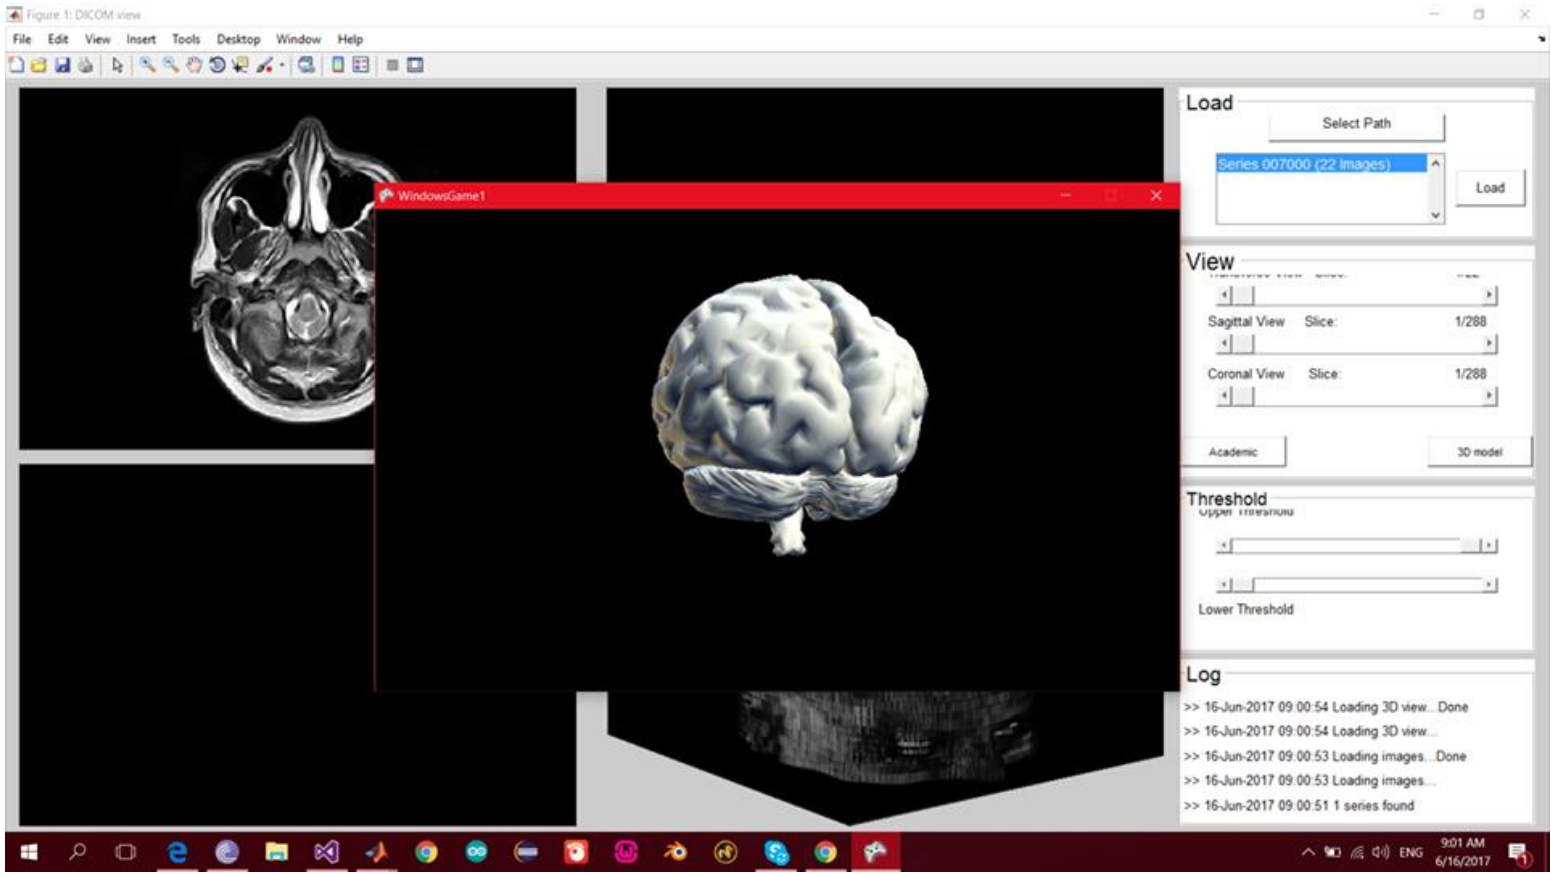 Figure 1: DICOM view
File Edit View Insert Tools Desktop Window Help
WindowsGame1
Load
Select Path
Series 007000 (22 Images)
Load
View
Sagittal View Slice: 1/288
Coronal View Slice: 1/288
Academic
3D model
Threshold
Upper Threshold
Lower Threshold
Log
>> 16-Jun-2017 09:00:54 Loading 3D view...Done
>> 16-Jun-2017 09:00:54 Loading 3D view...
>> 16-Jun-2017 09:00:53 Loading images...Done
>> 16-Jun-2017 09:00:53 Loading images...
>> 16-Jun-2017 09:00:51 1 series found
ENG
9:01 AM
6/16/2017
1